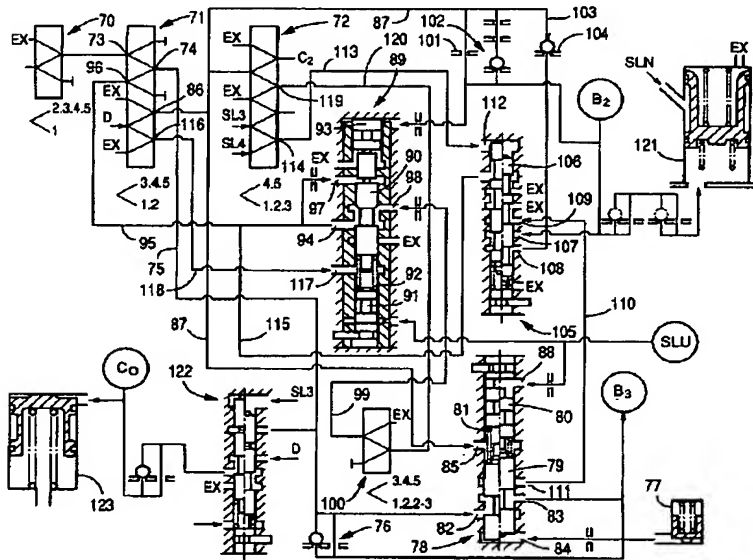 EX 70 71 72 87 102 103
73 74 EX C₂ 113 120 101 104
96 EX 89 EX
EX 86 EX 119 93 112 SLN B₂
D SL3 90 106 121
EX 116 SL4 114 EX 98 EX
2.3.4.5 1 97 EX 109
3.4.5 1.2 4.5 1.2.3 94 EX 107
95 92 108
75 117 91 EX 110
118 105
87 115 88 SLU
C₀ 122 SL3 99 EX 81 80 B₃
D 85 79
EX 100 3.4.5 1.2.2-3 111 77
82 83
123 76 78 84